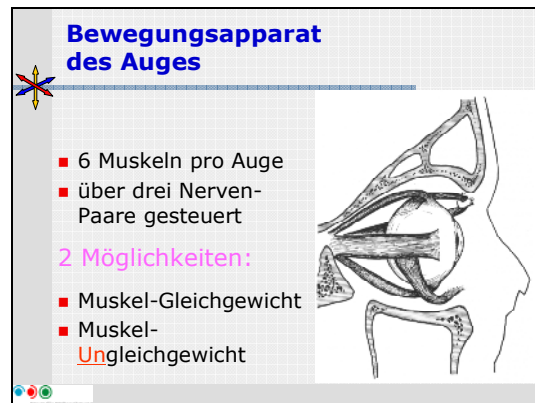 Bewegungsapparat
des Auges
6 Muskeln pro Auge
über drei Nerven-
Paare gesteuert
2 Möglichkeiten:
Muskel-Gleichgewicht
Muskel-
Ungleichgewicht